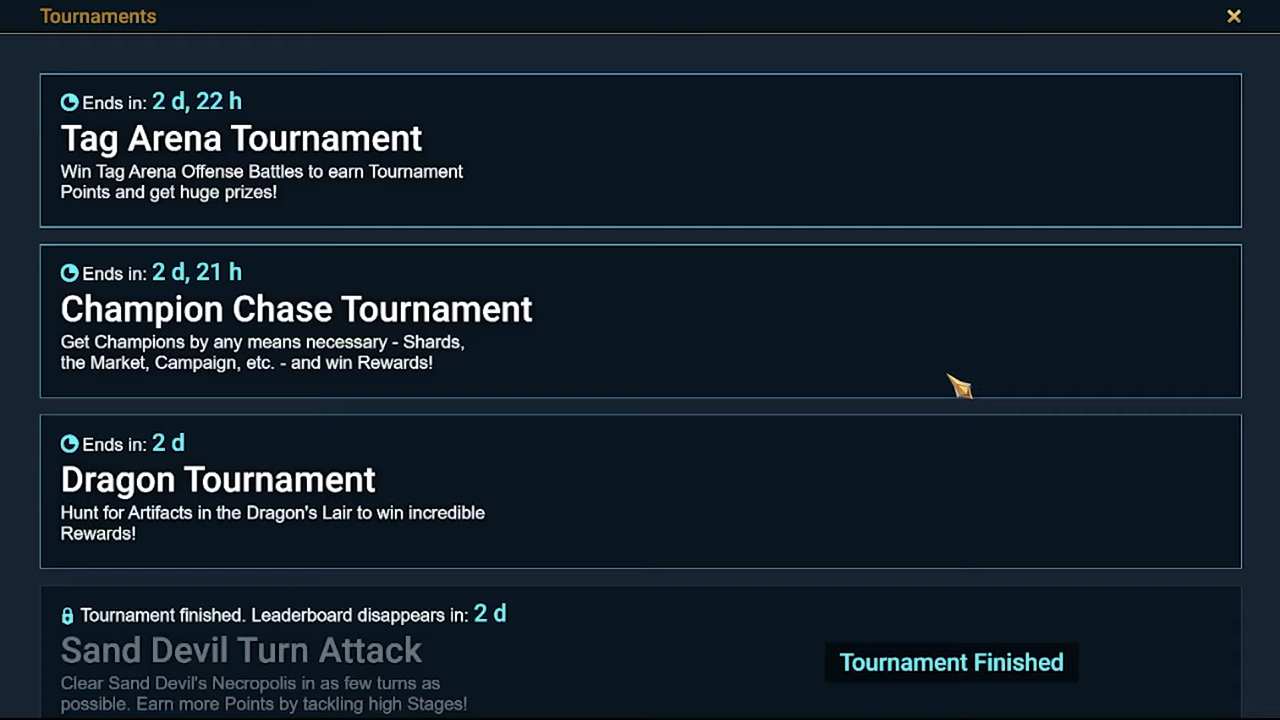 Tournaments
Ends in: 2 d, 22 h
Tag Arena Tournament
Win Tag Arena Offense Battles to earn Tournament
Points and get huge prizes!
Ends in: 2 d, 21 h
Champion Chase Tournament
Get Champions by any means necessary - Shards,
the Market, Campaign, etc. - and win Rewards!
Ends in: 2 d
Dragon Tournament
Hunt for Artifacts in the Dragon's Lair to win incredible
Rewards!
Tournament finished. Leaderboard disappears in: 2 d
Sand Devil Turn Attack
Tournament Finished
Clear Sand Devil's Necropolis in as few turns as
possible. Earn more Points by tackling high Stages!